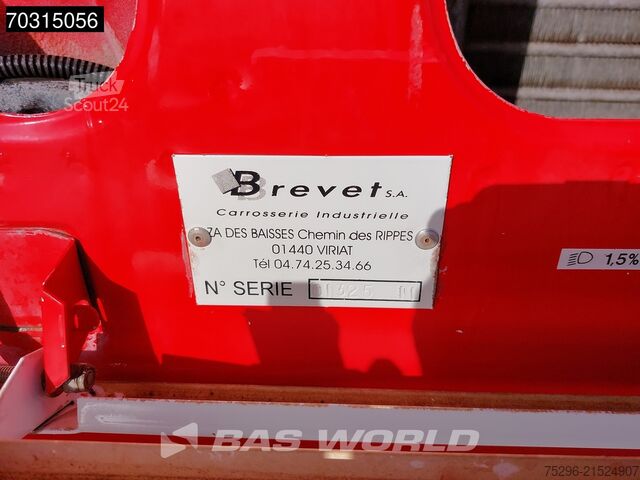 70315056
Truck
Scout24
Brevet S.A.
Carrosserie Industrielle
ZA DES BAISSES Chemin des RIPPES
01440 VIRIAT
Tél 04.74.25.34.66
N° SERIE
1,5%
BAS WORLD
75296-21524907